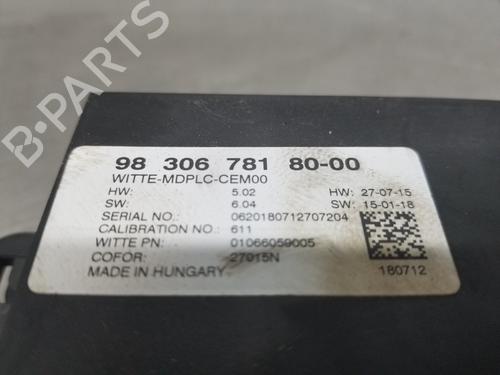 B-PARTS
98 306 781 80-00
WITTE-MDPLC-CEM00
HW: 5.02 HW: 27-07-15
SW: 6.04 SW: 15-01-18
SERIAL NO.: 0620180712707204
CALIBRATION NO.: 611
WITTE PN: 01066059005
COFOR: 27015N
MADE IN HUNGARY 180712